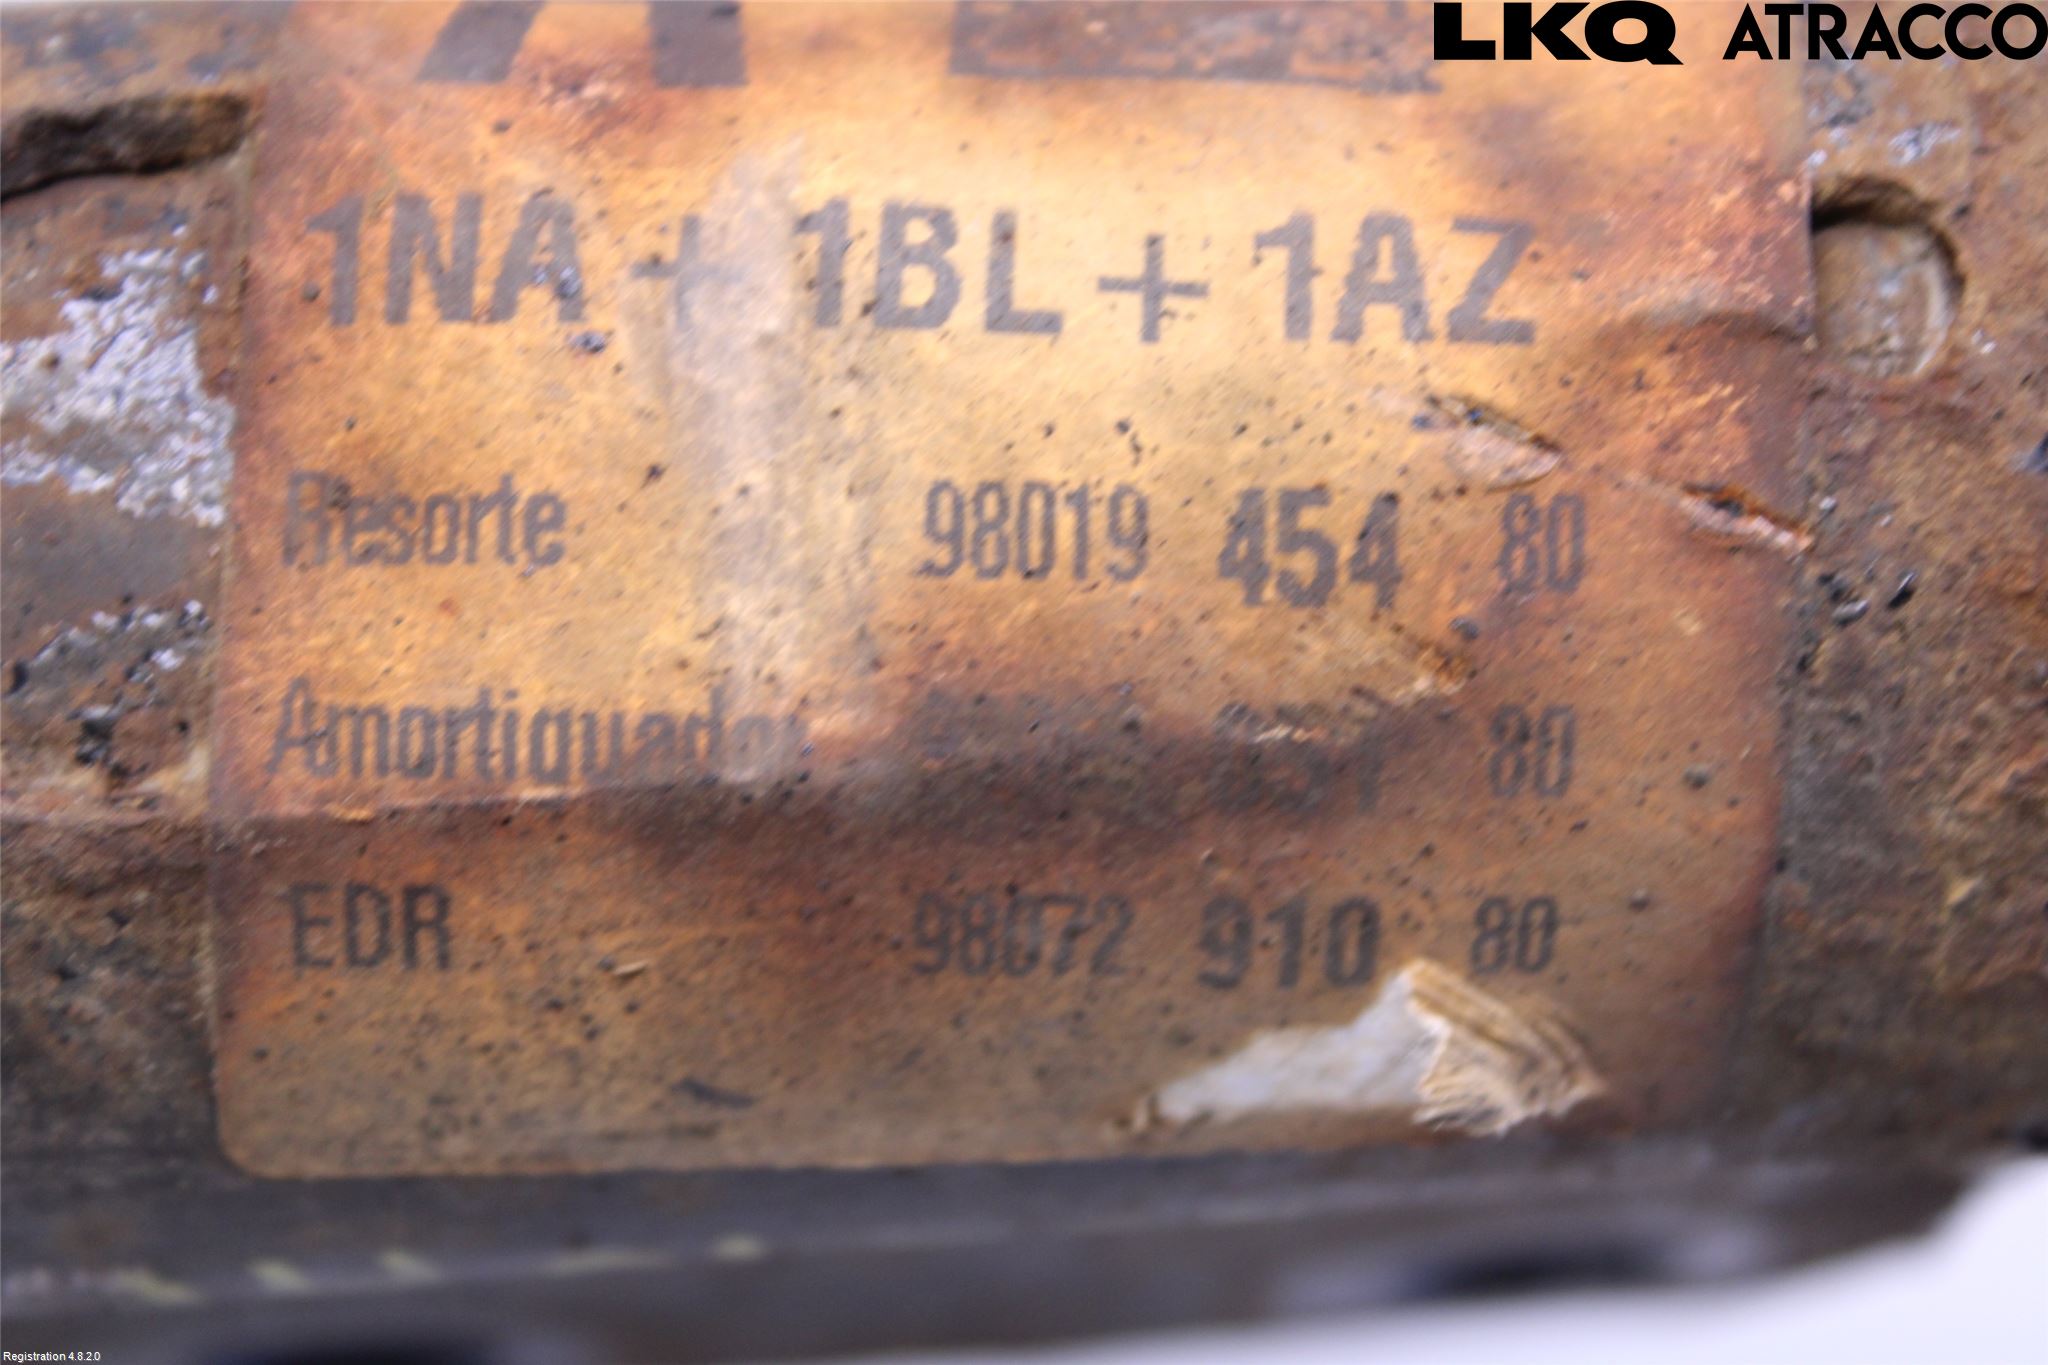 LKQ ATRACCO
1NA + 1BL + 1AZ
Resorte 98019 454 80
Amortiguador 80
EDR 98072 910 80
Registration 4.8.2.0